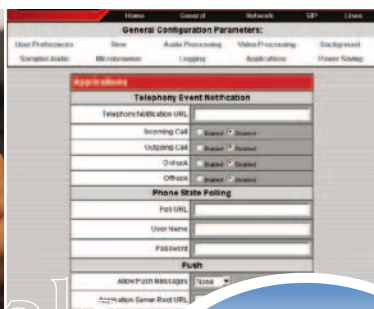 Home General Network SIP Lines
General Configuration Parameters:
User Preferences Time Audio Processing Video Processing Background
Sampled Audio Microbrowser Logging Applications Power Saving
Applications
Telephony Event Notification
Telephony Notification URL
Incoming Call Enabled Disabled
Outgoing Call Enabled Disabled
Onhook Enabled Disabled
Offhook Enabled Disabled
Phone State Polling
Poll URL
User Name
Password
Push
Allow Push Messages None
Application Server Root URL